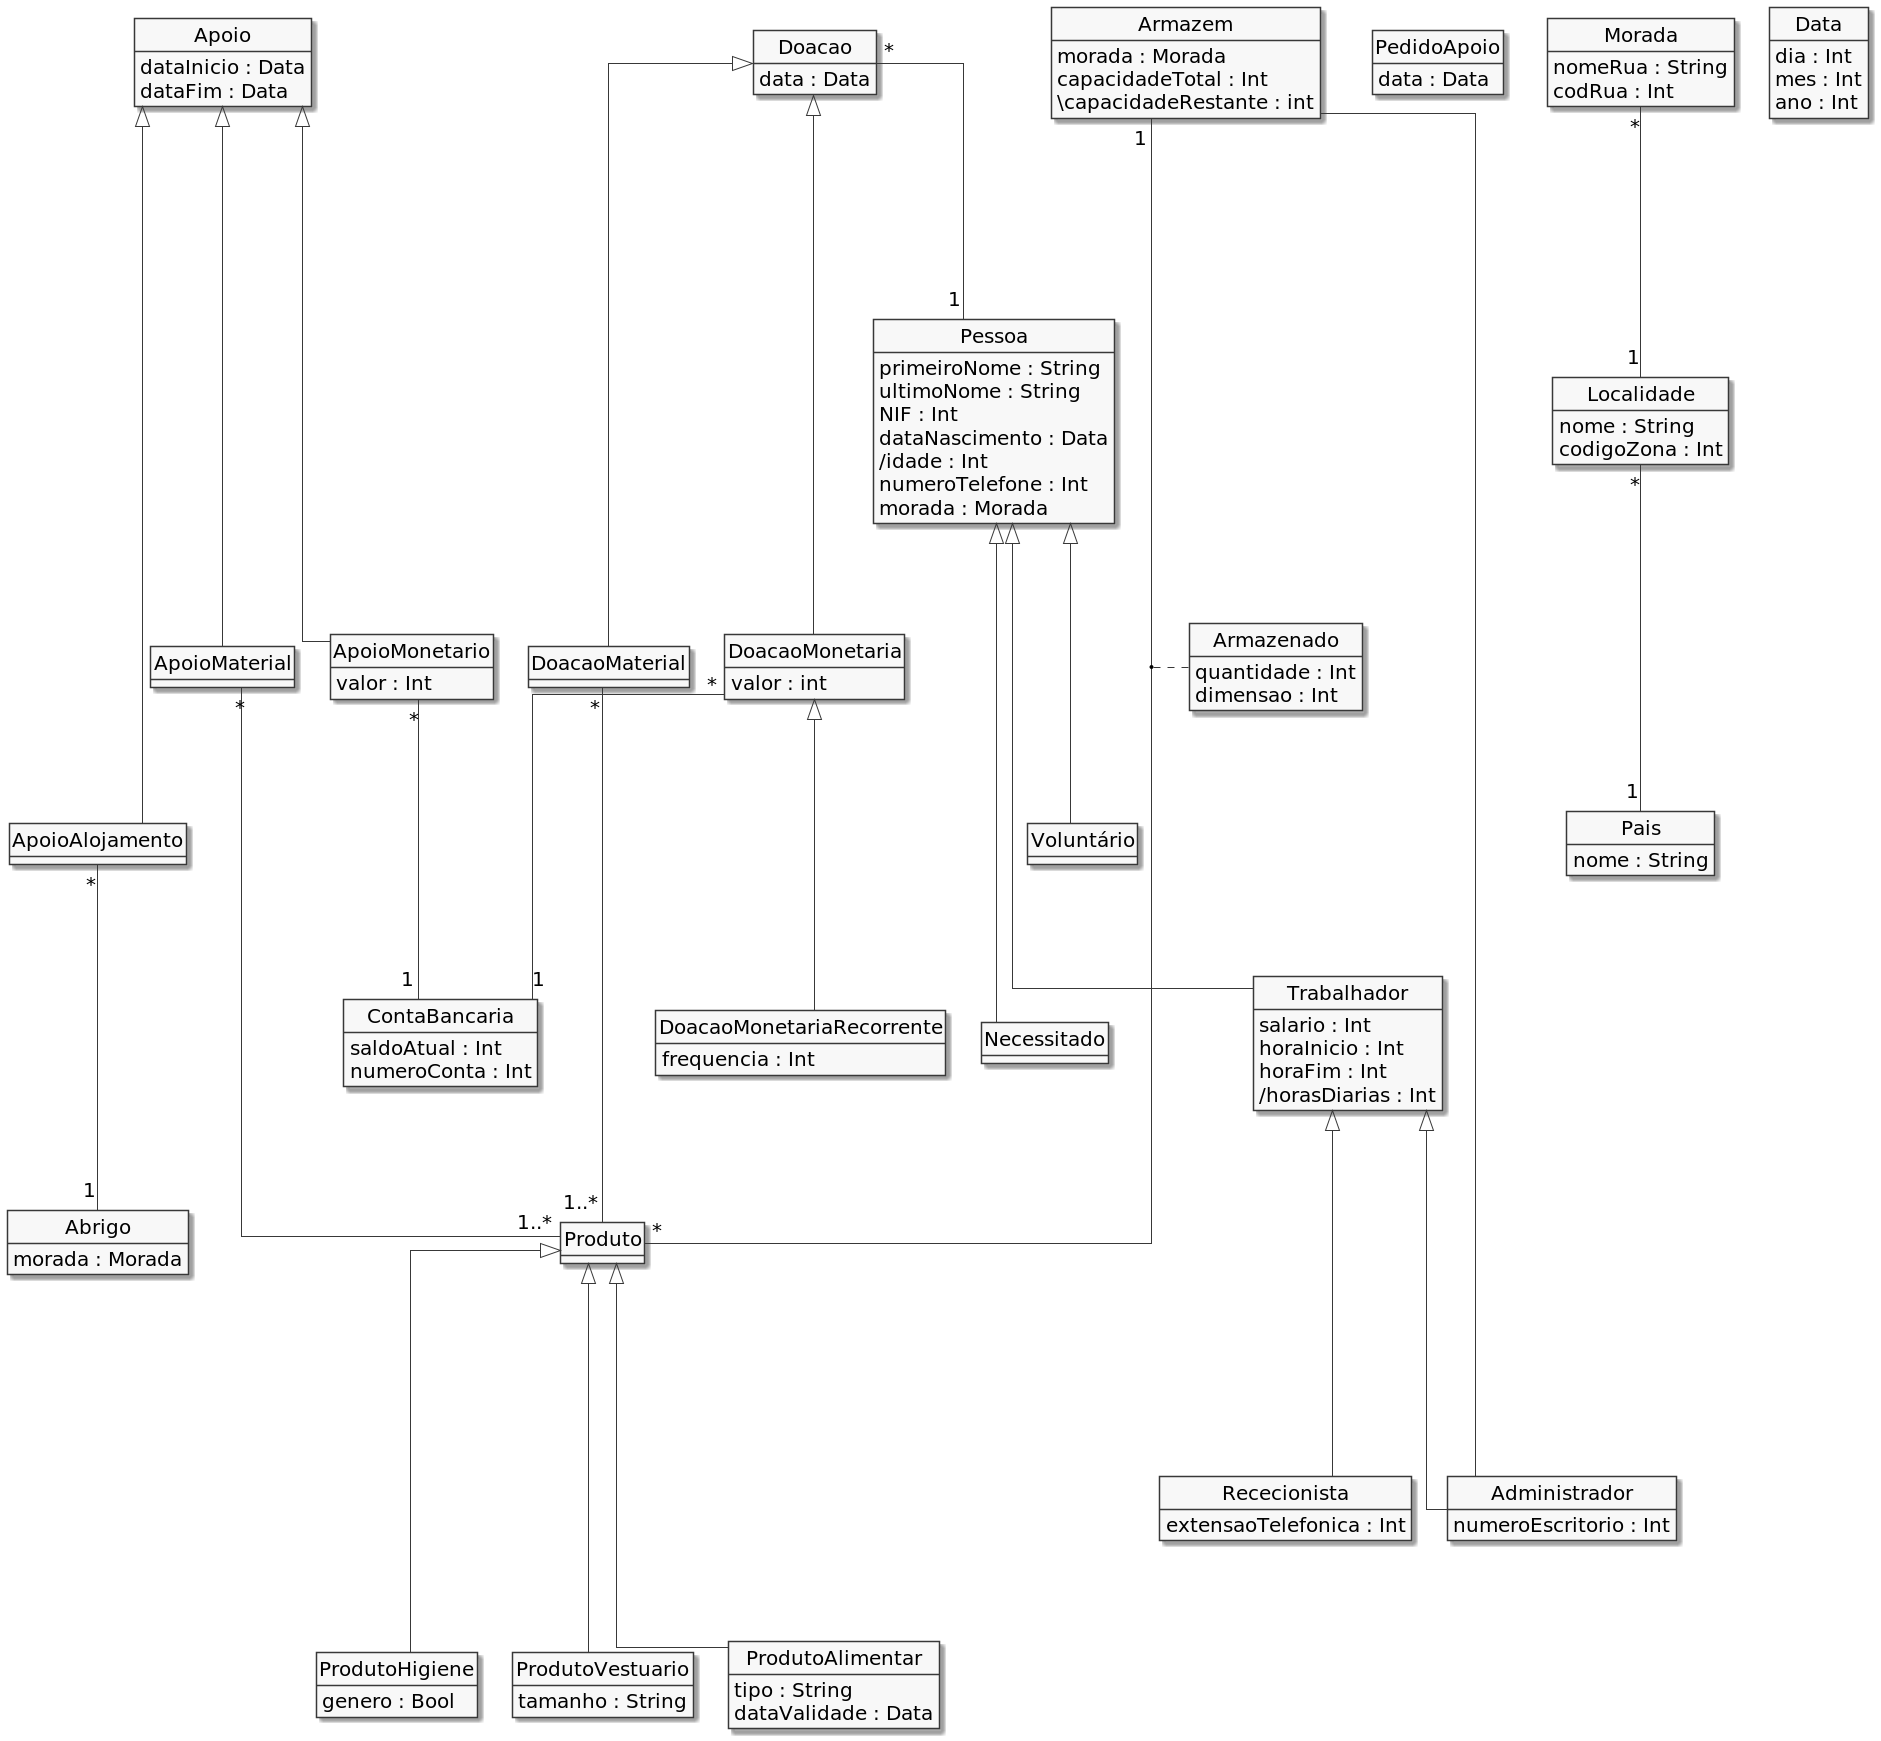 Apoio
dataInicio : Data
dataFim : Data
Doacao
data : Data
*
Armazem
morada : Morada
capacidadeTotal : Int
\capacidadeRestante : int
1
PedidoApoio
data : Data
Morada
nomeRua : String
codRua : Int
*
Data
dia : Int
mes : Int
ano : Int
1
Pessoa
primeiroNome : String
ultimoNome : String
NIF : Int
dataNascimento : Data
/idade : Int
numeroTelefone : Int
morada : Morada
1
Localidade
nome : String
codigoZona : Int
*
ApoioMaterial
*
ApoioMonetario
valor : Int
*
DoacaoMaterial
*
DoacaoMonetaria
valor : int
*
Armazenado
quantidade : Int
dimensao : Int
ApoioAlojamento
*
Voluntário
1
Pais
nome : String
1
1
ContaBancaria
saldoAtual : Int
numeroConta : Int
DoacaoMonetariaRecorrente
frequencia : Int
Necessitado
Trabalhador
salario : Int
horaInicio : Int
horaFim : Int
/horasDiarias : Int
1
Abrigo
morada : Morada
1..*
1..*
Produto
*
Rececionista
extensaoTelefonica : Int
Administrador
numeroEscritorio : Int
ProdutoHigiene
genero : Bool
ProdutoVestuario
tamanho : String
ProdutoAlimentar
tipo : String
dataValidade : Data